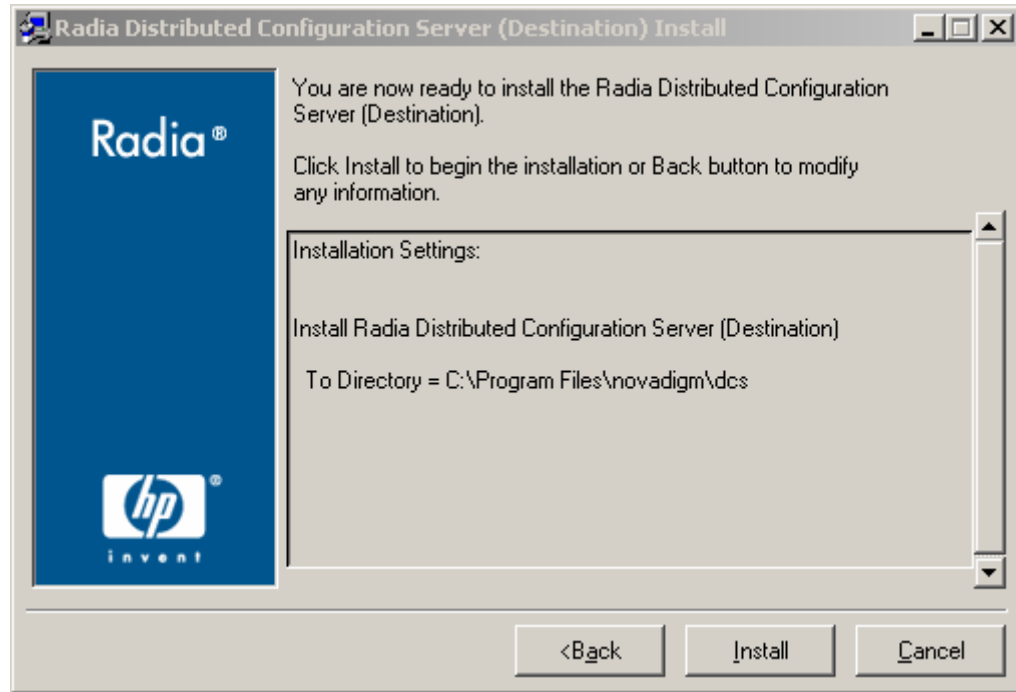 Radia Distributed Configuration Server (Destination) Install
Radia®
You are now ready to install the Radia Distributed Configuration
Server (Destination).
Click Install to begin the installation or Back button to modify
any information.
Installation Settings:
Install Radia Distributed Configuration Server (Destination)
To Directory = C:\Program Files\novadigm\dcs
hp®
invent
<Back
Install
Cancel